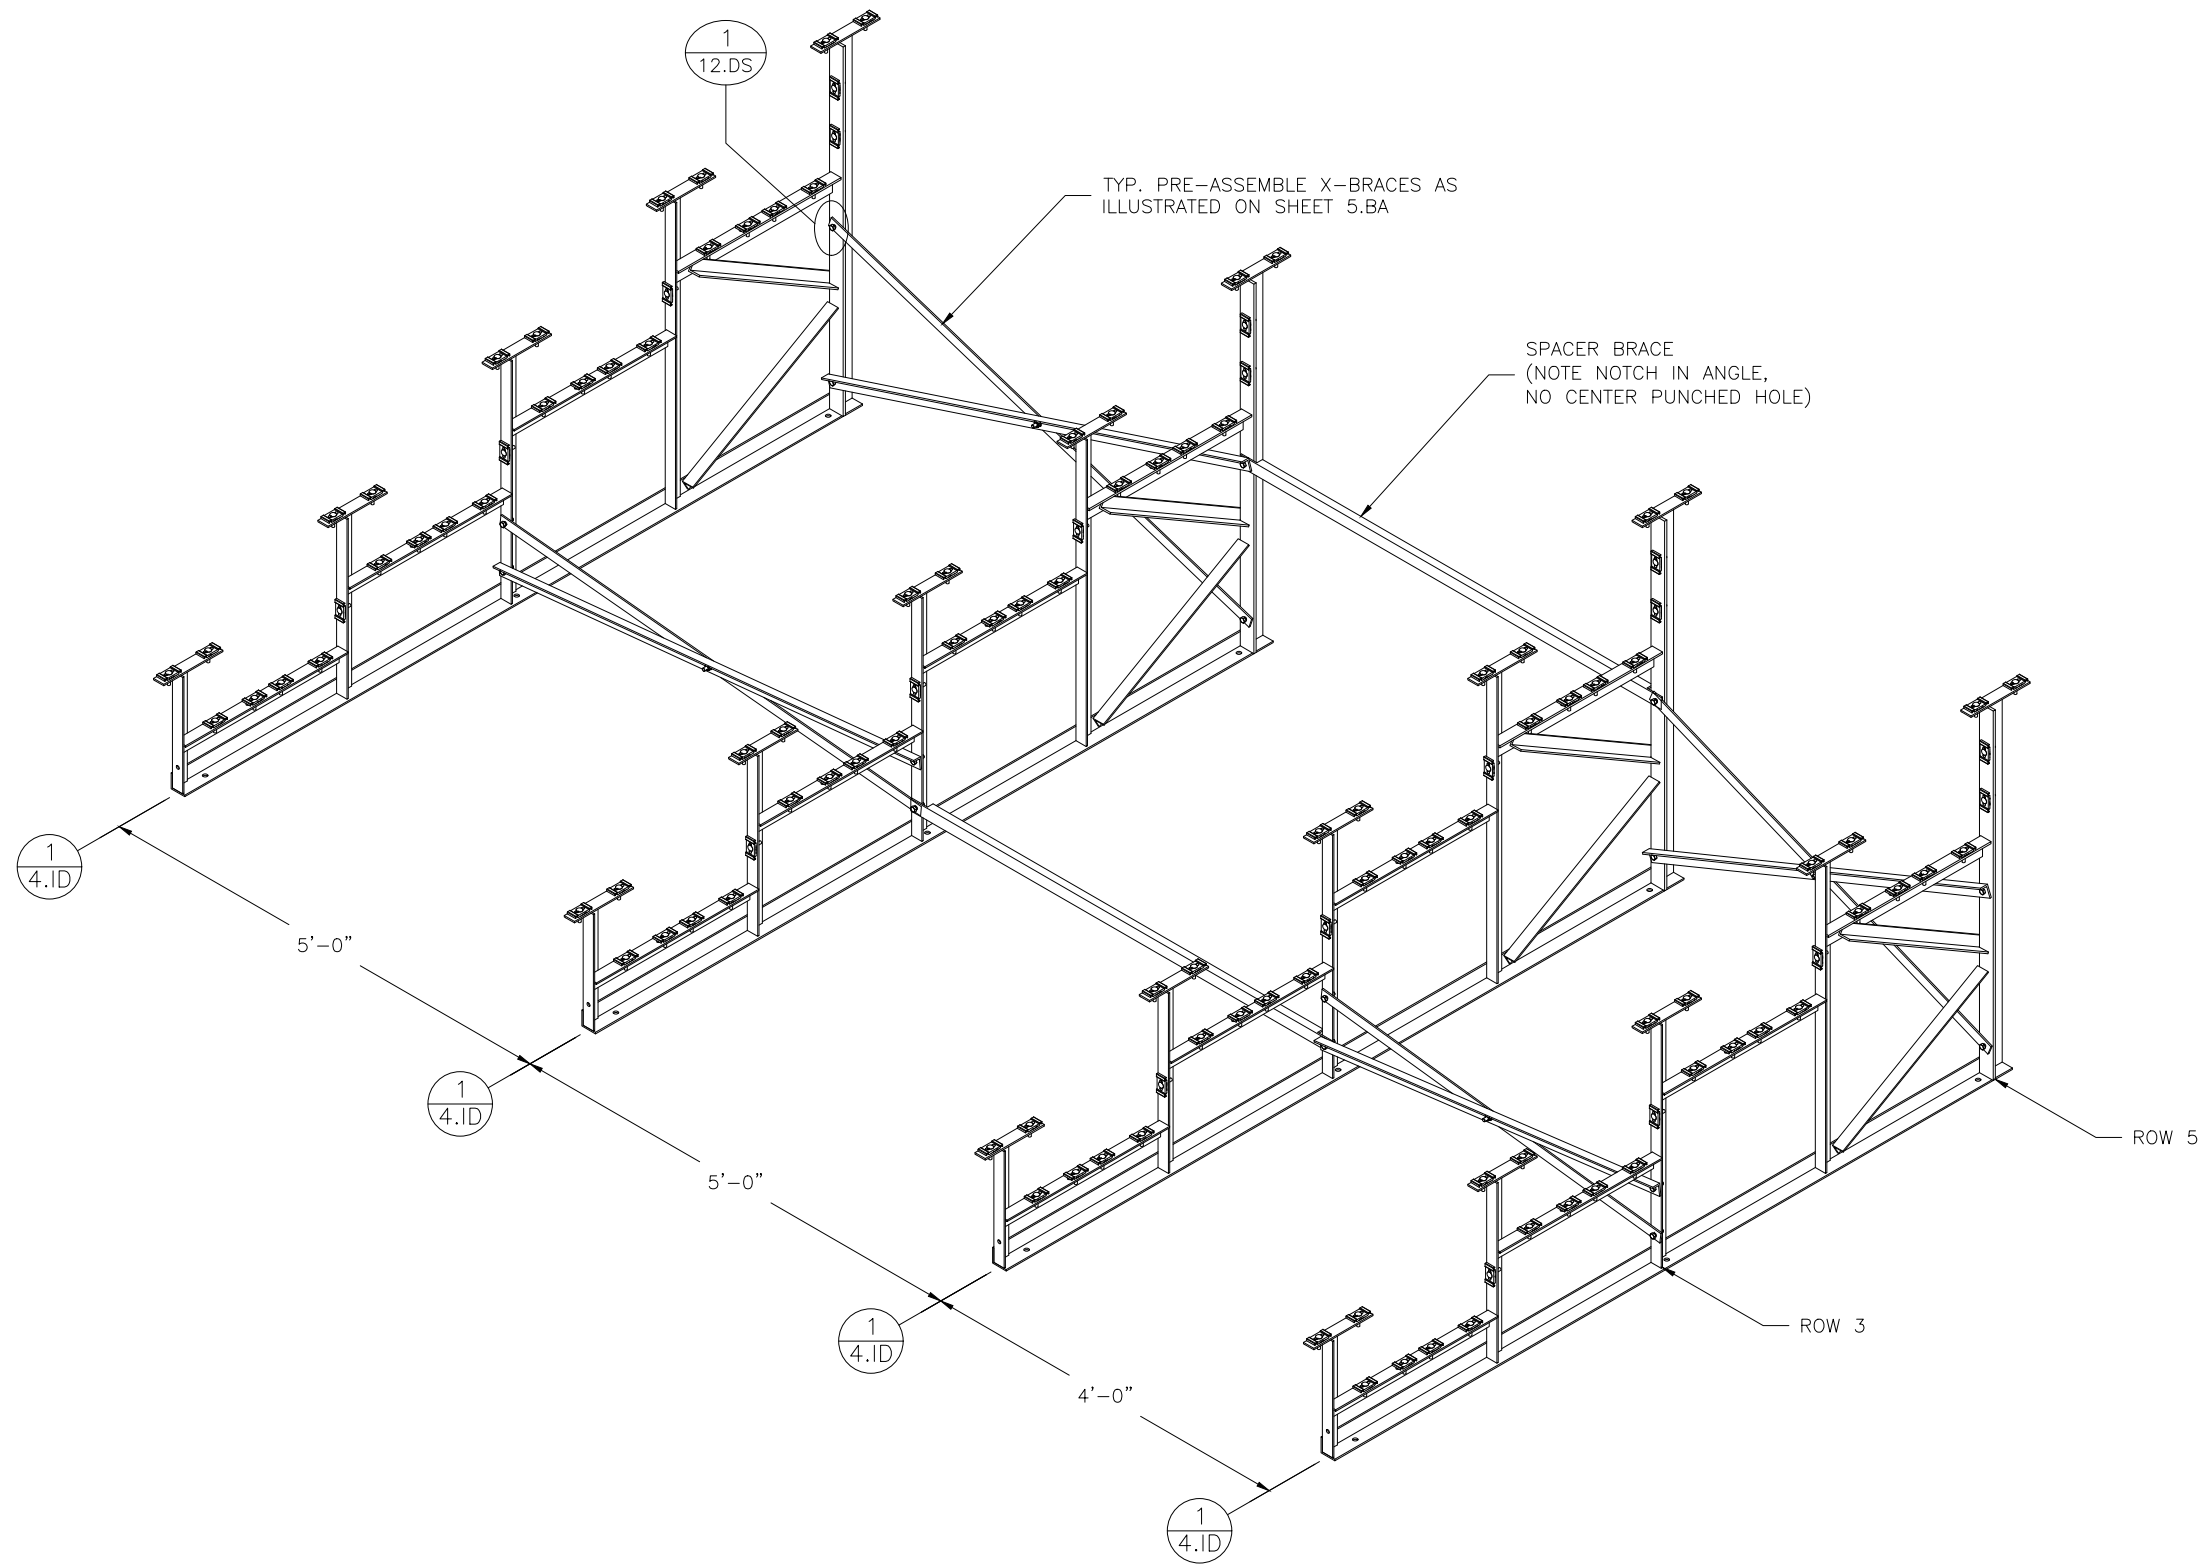 1
12.DS
TYP. PRE-ASSEMBLE X-BRACES AS
ILLUSTRATED ON SHEET 5.BA
SPACER BRACE
(NOTE NOTCH IN ANGLE,
NO CENTER PUNCHED HOLE)
1
4.ID
5'-0"
1
4.ID
5'-0"
ROW 5
1
4.ID
ROW 3
4'-0"
1
4.ID